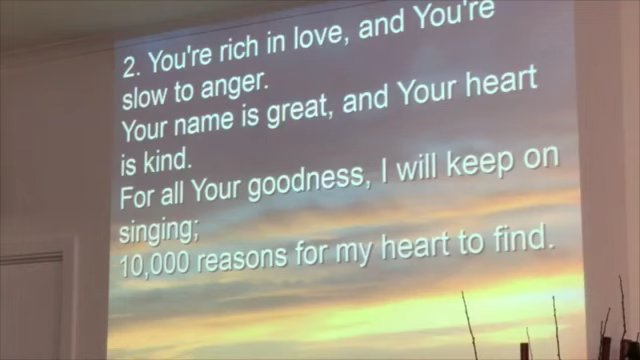 2. You're rich in love, and You're
slow to anger.
Your name is great, and Your heart
is kind.
For all Your goodness, I will keep on
singing;
10,000 reasons for my heart to find.